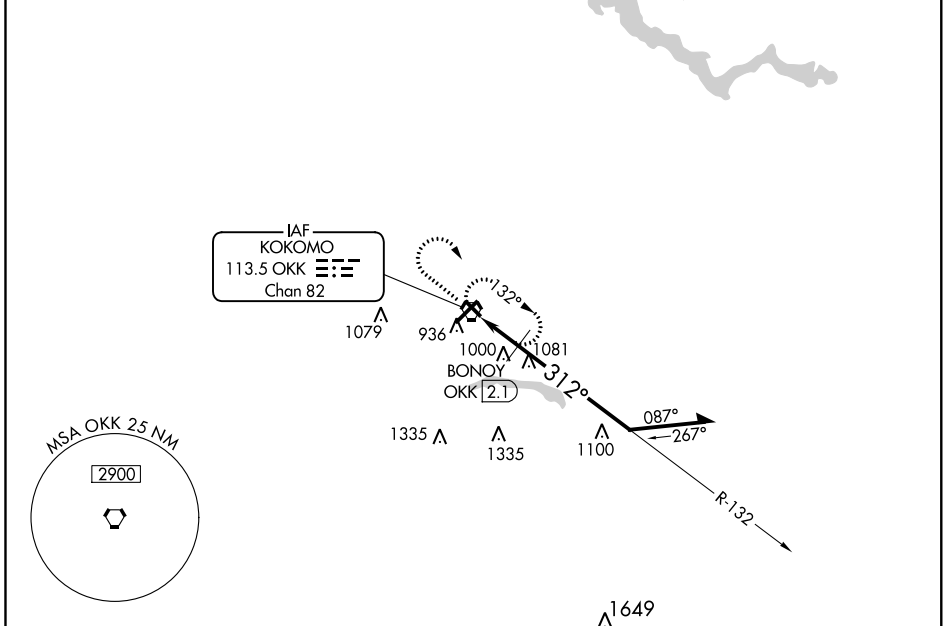 IAF
KOKOMO
113.5 OKK
Chan 82
132°
1079
936
1000
1081
BONOY
OKK 2.1
312°
087°
267°
1335
1335
1100
MSA OKK 25 NM
2900
R-132
1649